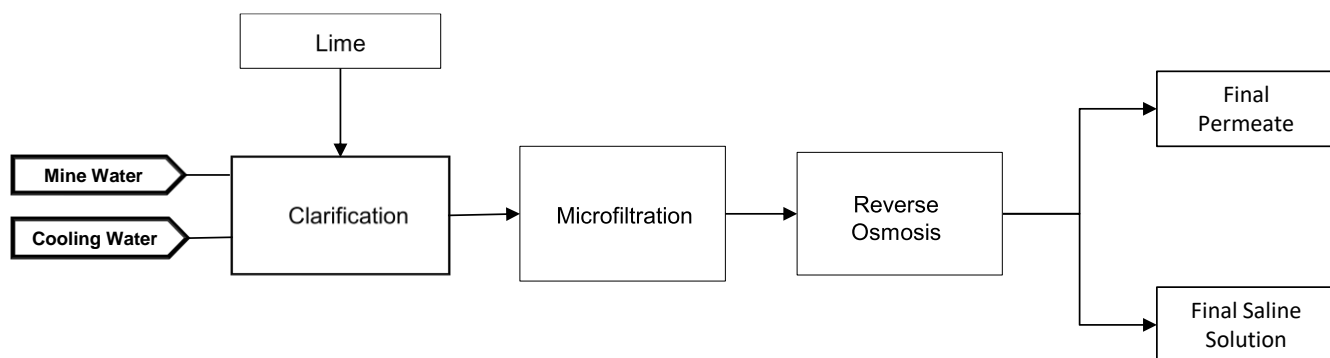 Lime
Mine Water
Cooling Water
Clarification
Microfiltration
Reverse
Osmosis
Final
Permeate
Final Saline
Solution